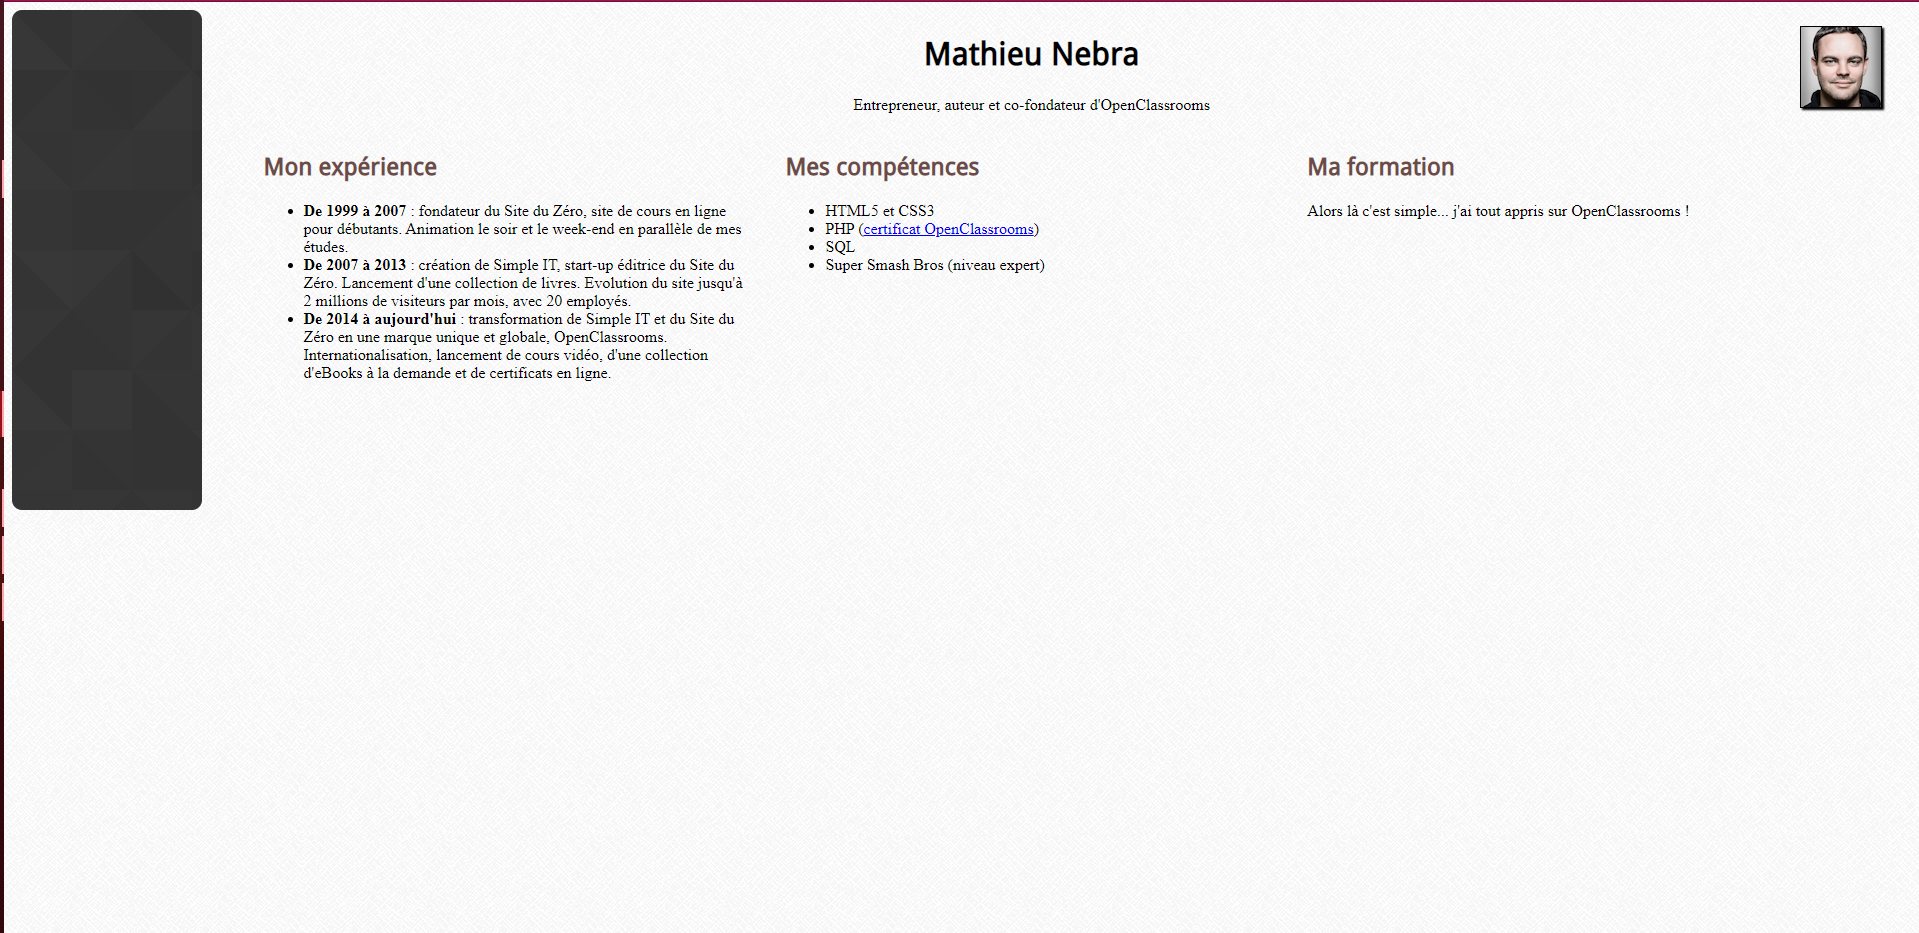 Mathieu Nebra
Entrepreneur, auteur et co-fondateur d'OpenClassrooms
Mon expérience
De 1999 à 2007 : fondateur du Site du Zéro, site de cours en ligne
pour débutants. Animation le soir et le week-end en parallèle de mes
études.
De 2007 à 2013 : création de Simple IT, start-up éditrice du Site du
Zéro. Lancement d'une collection de livres. Evolution du site jusqu'à
2 millions de visiteurs par mois, avec 20 employés.
De 2014 à aujourd'hui : transformation de Simple IT et du Site du
Zéro en une marque unique et globale, OpenClassrooms.
Internationalisation, lancement de cours vidéo, d'une collection
d'eBooks à la demande et de certificats en ligne.
Mes compétences
HTML5 et CSS3
PHP (certificat OpenClassrooms)
SQL
Super Smash Bros (niveau expert)
Ma formation
Alors là c'est simple... j'ai tout appris sur OpenClassrooms !